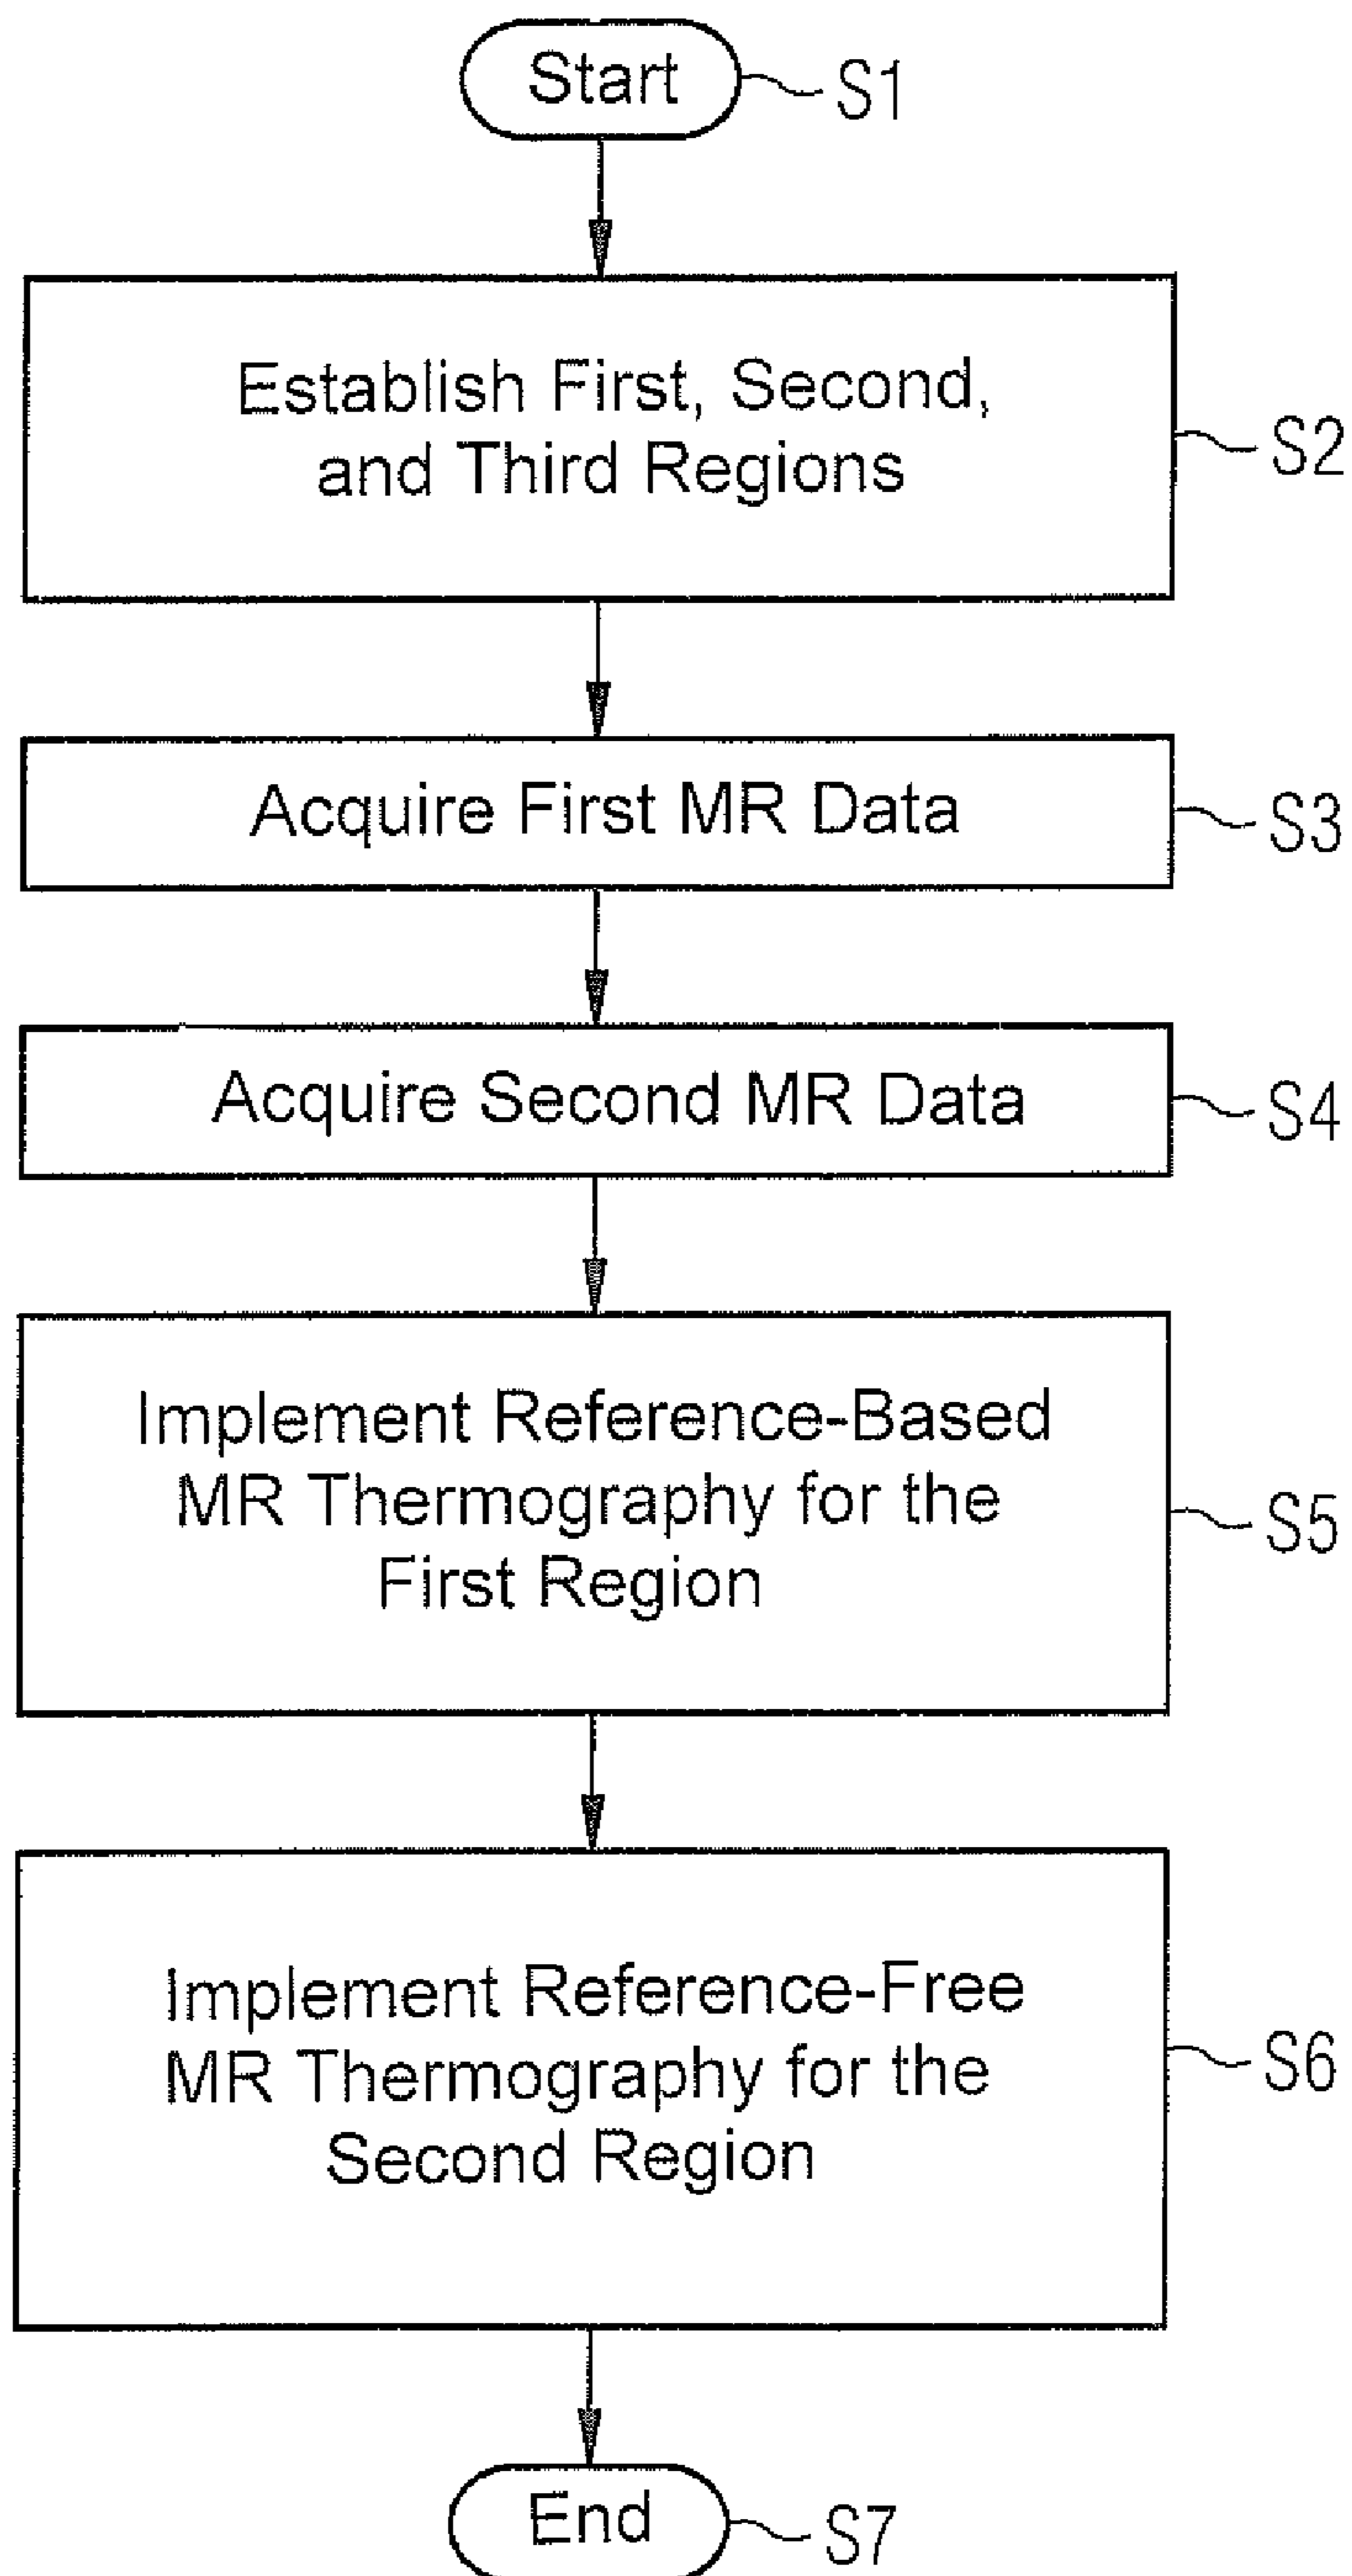 Start
S1
Establish First, Second,
and Third Regions
S2
Acquire First MR Data
S3
Acquire Second MR Data
S4
Implement Reference-Based
MR Thermography for the
First Region
S5
Implement Reference-Free
MR Thermography for the
Second Region
S6
End
S7